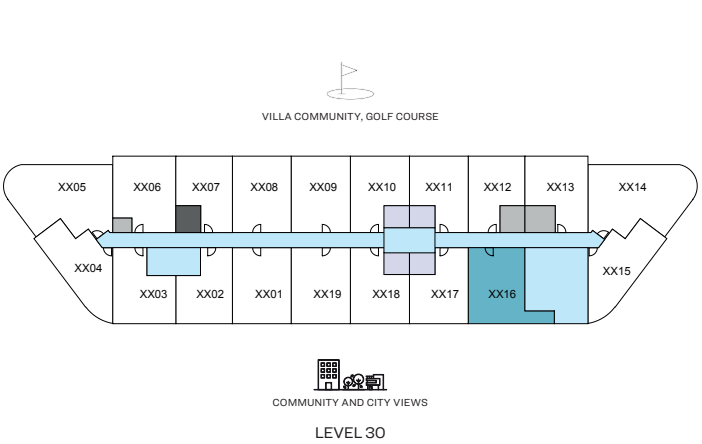 VILLA COMMUNITY, GOLF COURSE
XX05 XX06 XX07 XX08 XX09 XX10 XX11 XX12 XX13 XX14
XX04 XX15
XX03 XX02 XX01 XX19 XX18 XX17 XX16
COMMUNITY AND CITY VIEWS
LEVEL 30